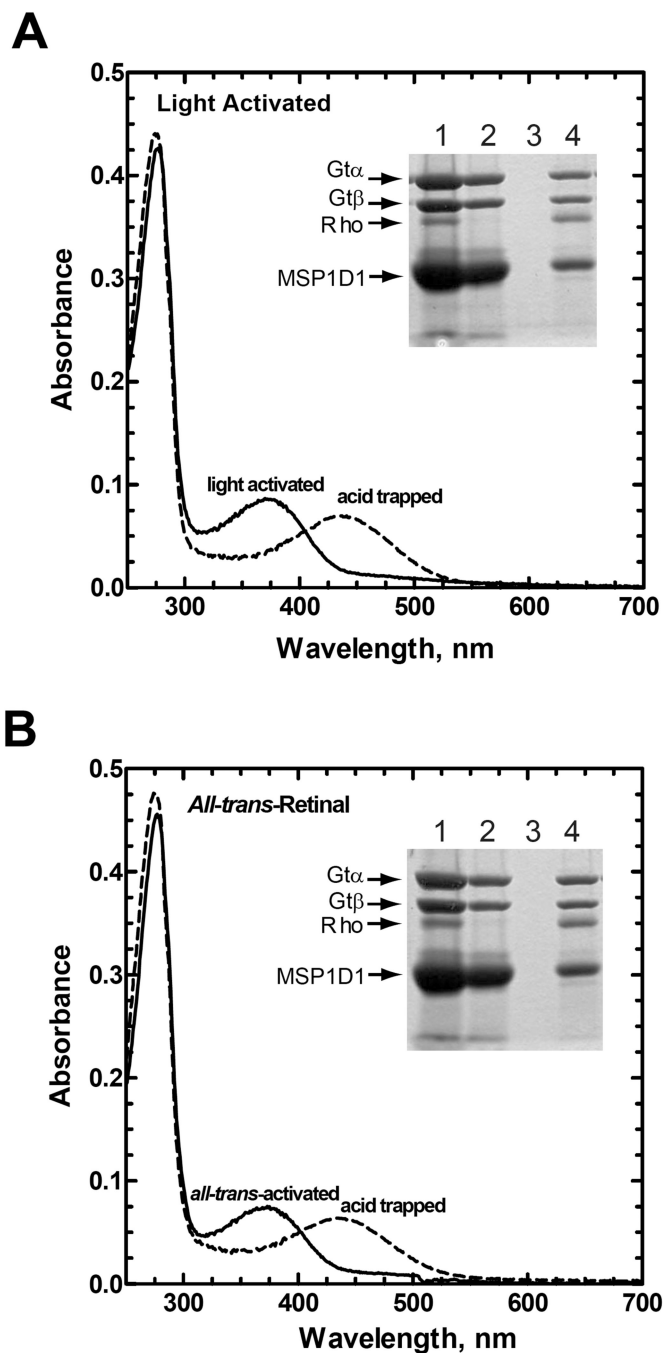 A
Light Activated
1 2 3 4
Gtα
Gtβ
Rho
MSP1D1
0.5
0.4
0.3
0.2
0.1
0.0
Absorbance
light activated
acid trapped
300 400 500 600 700
Wavelength, nm
B
All-trans-Retinal
1 2 3 4
Gtα
Gtβ
Rho
MSP1D1
0.5
0.4
0.3
0.2
0.1
0.0
Absorbance
all-trans-activated
acid trapped
300 400 500 600 700
Wavelength, nm